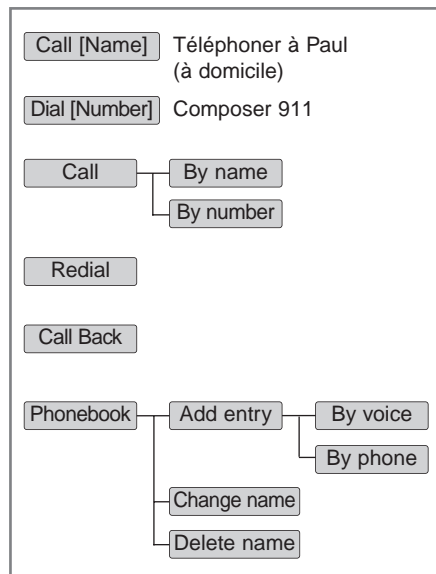 Call [Name] Téléphoner à Paul
(à domicile)
Dial [Number] Composer 911
Call By name
By number
Redial
Call Back
Phonebook Add entry By voice
By phone
Change name
Delete name